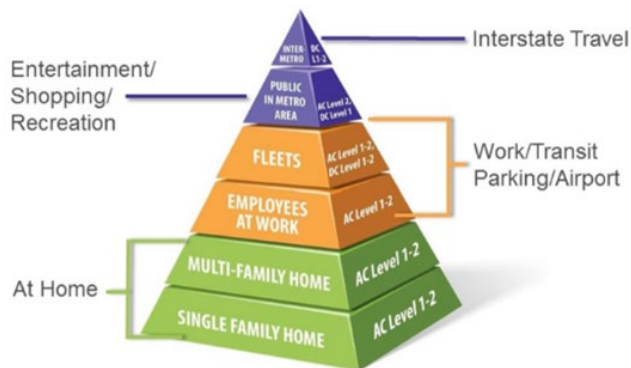 INTER-
METRO
DC
L1-2
Interstate Travel
Entertainment/
Shopping/
Recreation
PUBLIC
IN METRO
AREA
AC Level 2,
DC Level 1
FLEETS
AC Level 1-2,
DC Level 1-2
Work/Transit
Parking/Airport
EMPLOYEES
AT WORK
AC Level 1-2
At Home
MULTI-FAMILY HOME
AC Level 1-2
SINGLE FAMILY HOME
AC Level 1-2